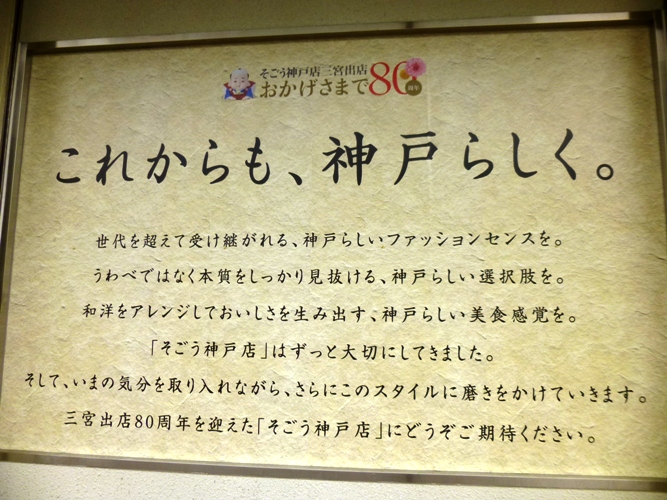 そごう神戸店三宮出店
おかげさまで80周年
これからも、神戸らしく。
世代を超えて受け継がれる、神戸らしいファッションセンスを。
うわべではなく本質をしっかり見抜ける、神戸らしい選択肢を。
和洋をアレンジしておいしさを生み出す、神戸らしい美食感覚を。
「そごう神戸店」はずっと大切にしてきました。
そして、いまの気分を取り入れながら、さらにこのスタイルに磨きをかけていきます。
三宮出店80周年を迎えた「そごう神戸店」にどうぞご期待ください。